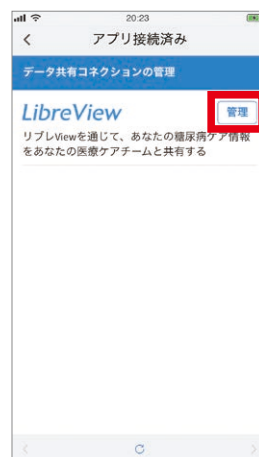 20:23
アプリ接続済み
データ共有コネクションの管理
LibreView
管理
リブレViewを通じて、あなたの糖尿病ケア情報
をあなたの医療ケアチームと共有する